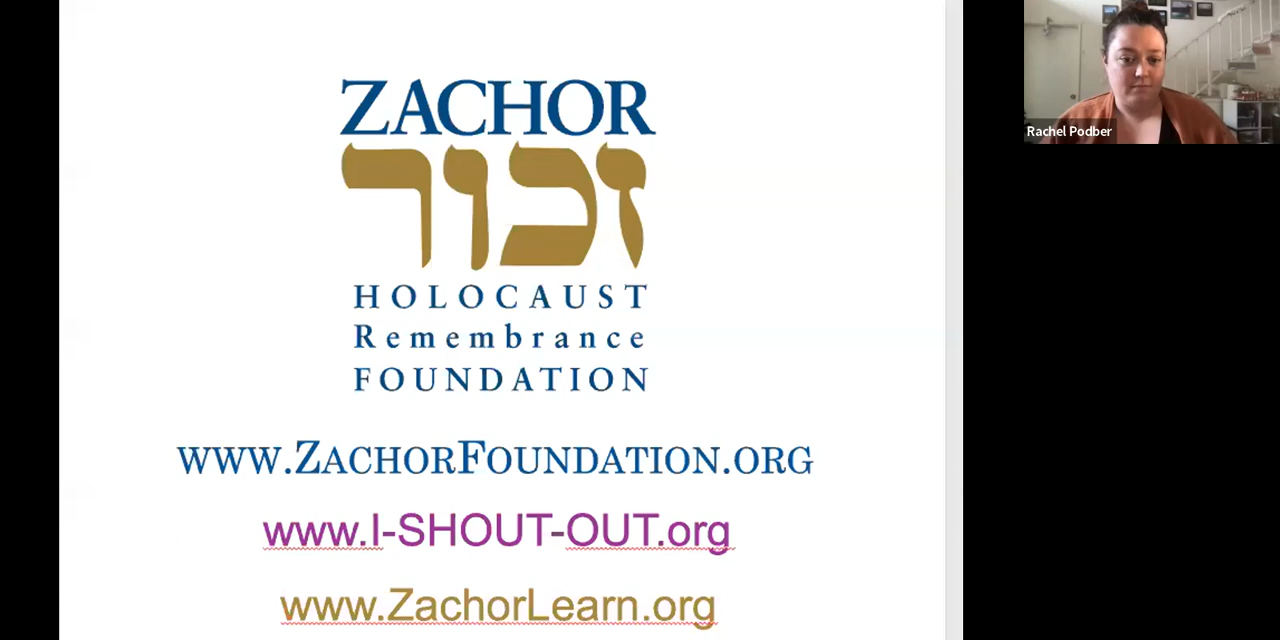 ZACHOR
זכור
HOLOCAUST
Remembrance
FOUNDATION
www.ZachorFoundation.org
www.I-SHOUT-OUT.org
www.ZachorLearn.org
Rachel Podber